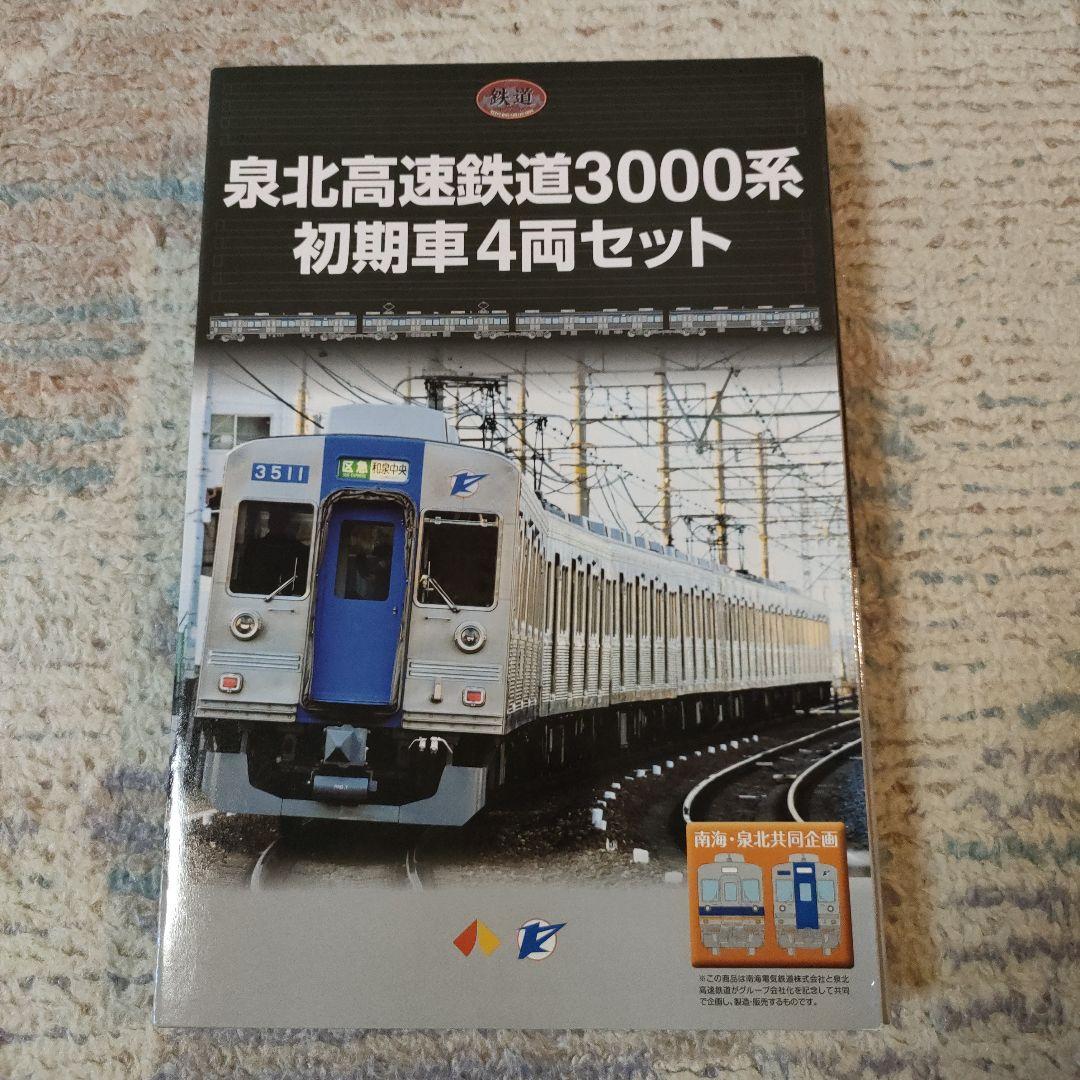 鉄道
泉北高速鉄道3000系
初期車4両セット
3511
区急
和泉中央
南海・泉北共同企画
※この商品は南海電気鉄道株式会社と泉北
高速鉄道がグループ会社化を記念して共同
で企画し、製造・販売するものです。